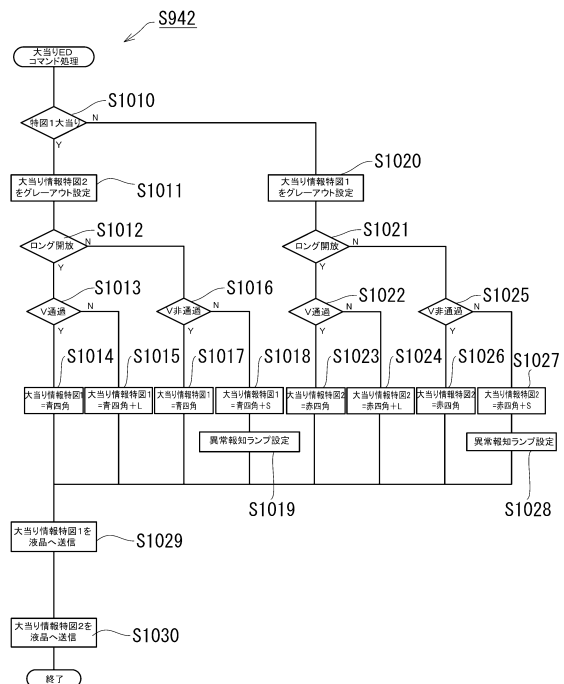 S942
大当りED
コマンド処理
S1010
特図1大当り
N
Y
大当り情報特図2
をグレーアウト設定
S1011
大当り情報特図1
をグレーアウト設定
S1020
S1012
ロング開放
N
Y
S1021
ロング開放
N
Y
S1013
V通過
N
Y
S1016
V非通過
N
Y
S1022
V通過
N
Y
S1025
V非通過
N
Y
S1014
S1015
S1017
S1018
S1023
S1024
S1026
S1027
大当り情報特図1
=青四角
大当り情報特図1
=青四角+L
大当り情報特図1
=青四角
大当り情報特図1
=青四角+S
大当り情報特図2
=赤四角
大当り情報特図2
=赤四角+L
大当り情報特図2
=赤四角
大当り情報特図2
=赤四角+S
異常報知ランプ設定
異常報知ランプ設定
S1019
S1028
大当り情報特図1を
液晶へ送信
S1029
大当り情報特図2を
液晶へ送信
S1030
終了